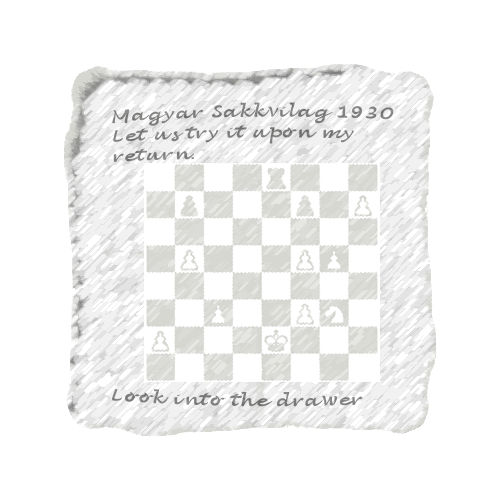 Magyar Sakkvilag 1930
Let us try it upon my
return.
Look into the drawer